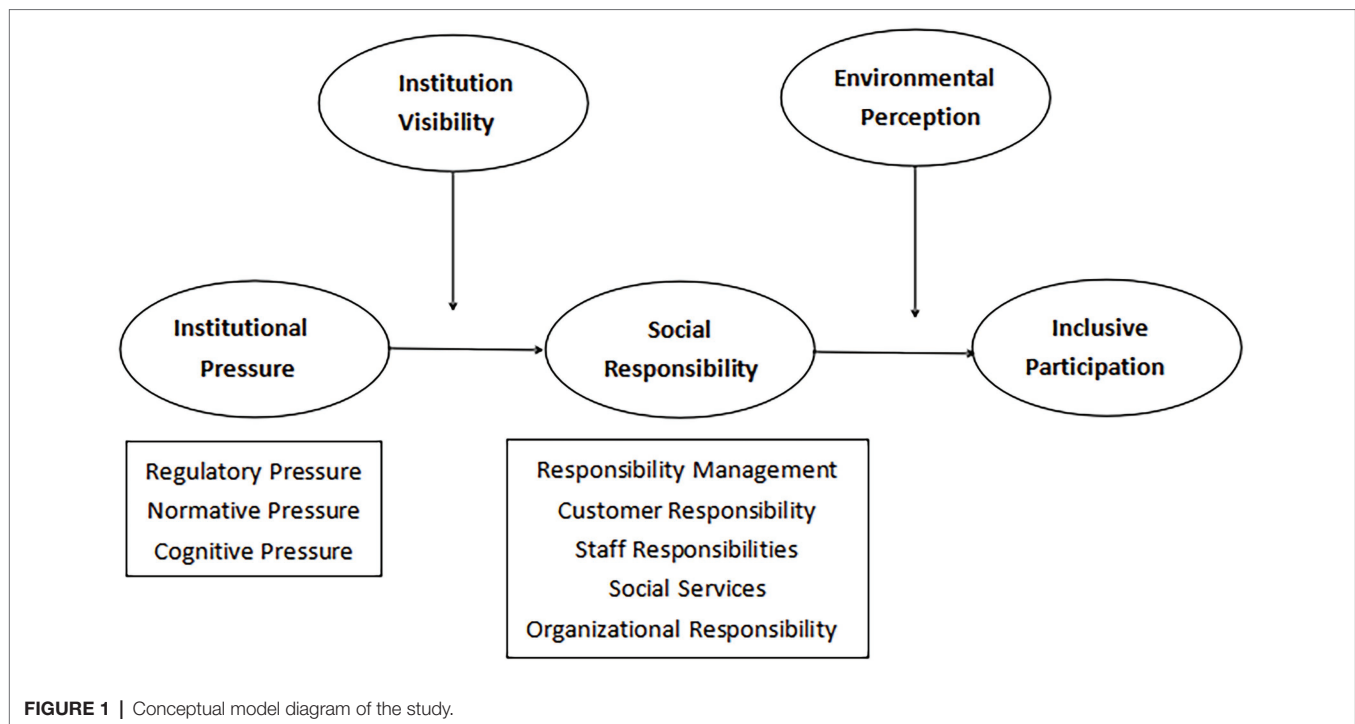 Institution
Visibility
Environmental
Perception
Institutional
Pressure
Social
Responsibility
Inclusive
Participation
Regulatory Pressure
Normative Pressure
Cognitive Pressure
Responsibility Management
Customer Responsibility
Staff Responsibilities
Social Services
Organizational Responsibility
FIGURE 1 | Conceptual model diagram of the study.